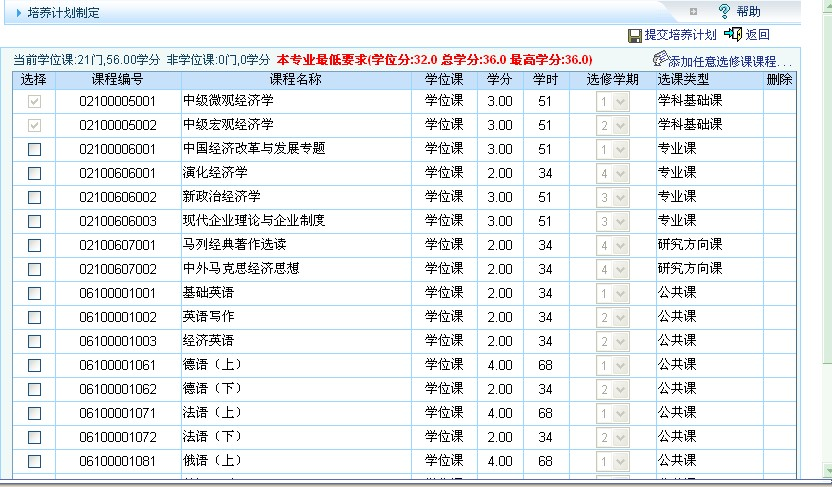 培养计划制定
帮助
提交培养计划 返回
当前学位课:21门,56.00学分 非学位课:0门,0学分 本专业最低要求(学位分:32.0 总学分:36.0 最高学分:36.0) 添加任意选修课课程...
选择 课程编号 课程名称 学位课 学分 学时 选修学期 选课类型 删除
02100005001 中级微观经济学 学位课 3.00 51 1 学科基础课
02100005002 中级宏观经济学 学位课 3.00 51 2 学科基础课
02100006001 中国经济改革与发展专题 学位课 3.00 51 1 专业课
02100606001 演化经济学 学位课 2.00 34 4 专业课
02100606002 新政治经济学 学位课 3.00 51 3 专业课
02100606003 现代企业理论与企业制度 学位课 3.00 51 3 专业课
02100607001 马列经典著作选读 学位课 2.00 34 4 研究方向课
02100607002 中外马克思经济思想 学位课 2.00 34 4 研究方向课
06100001001 基础英语 学位课 2.00 34 1 公共课
06100001002 英语写作 学位课 2.00 34 2 公共课
06100001003 经济英语 学位课 2.00 34 2 公共课
06100001061 德语（上） 学位课 4.00 68 1 公共课
06100001062 德语（下） 学位课 2.00 34 2 公共课
06100001071 法语（上） 学位课 4.00 68 1 公共课
06100001072 法语（下） 学位课 2.00 34 2 公共课
06100001081 俄语（上） 学位课 4.00 68 1 公共课